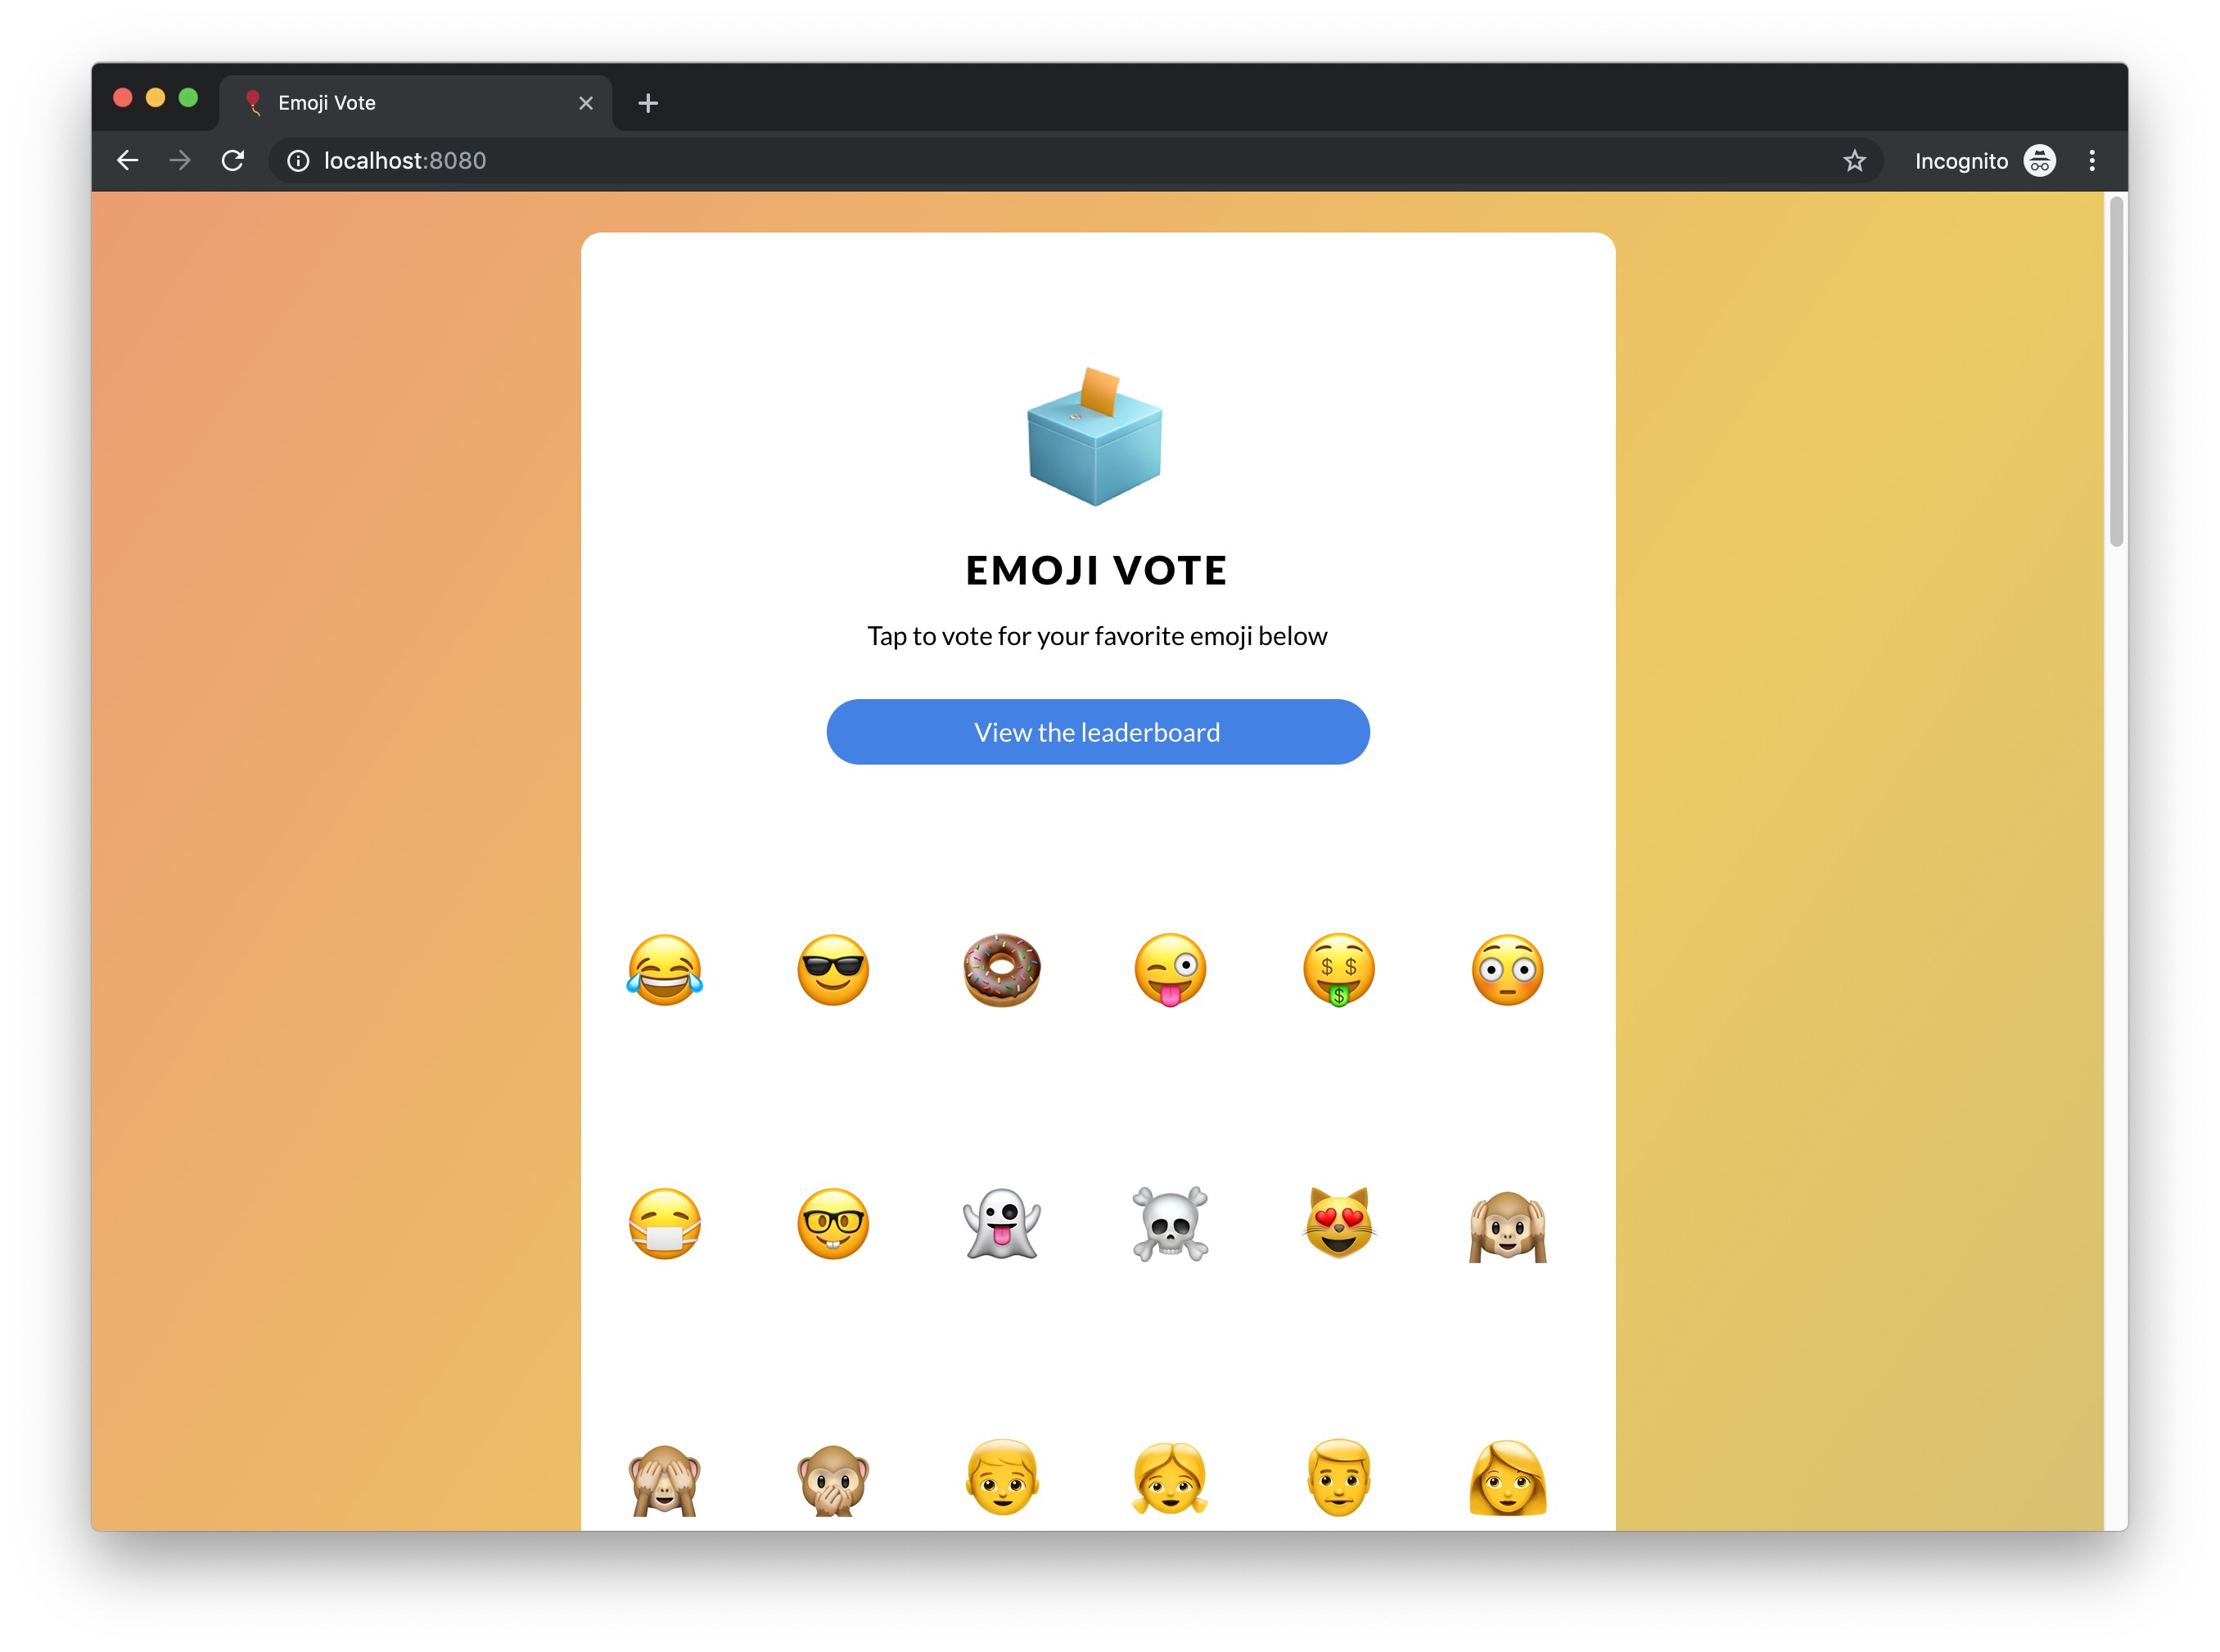 Emoji Vote
localhost:8080
Incognito
EMOJI VOTE
Tap to vote for your favorite emoji below
View the leaderboard